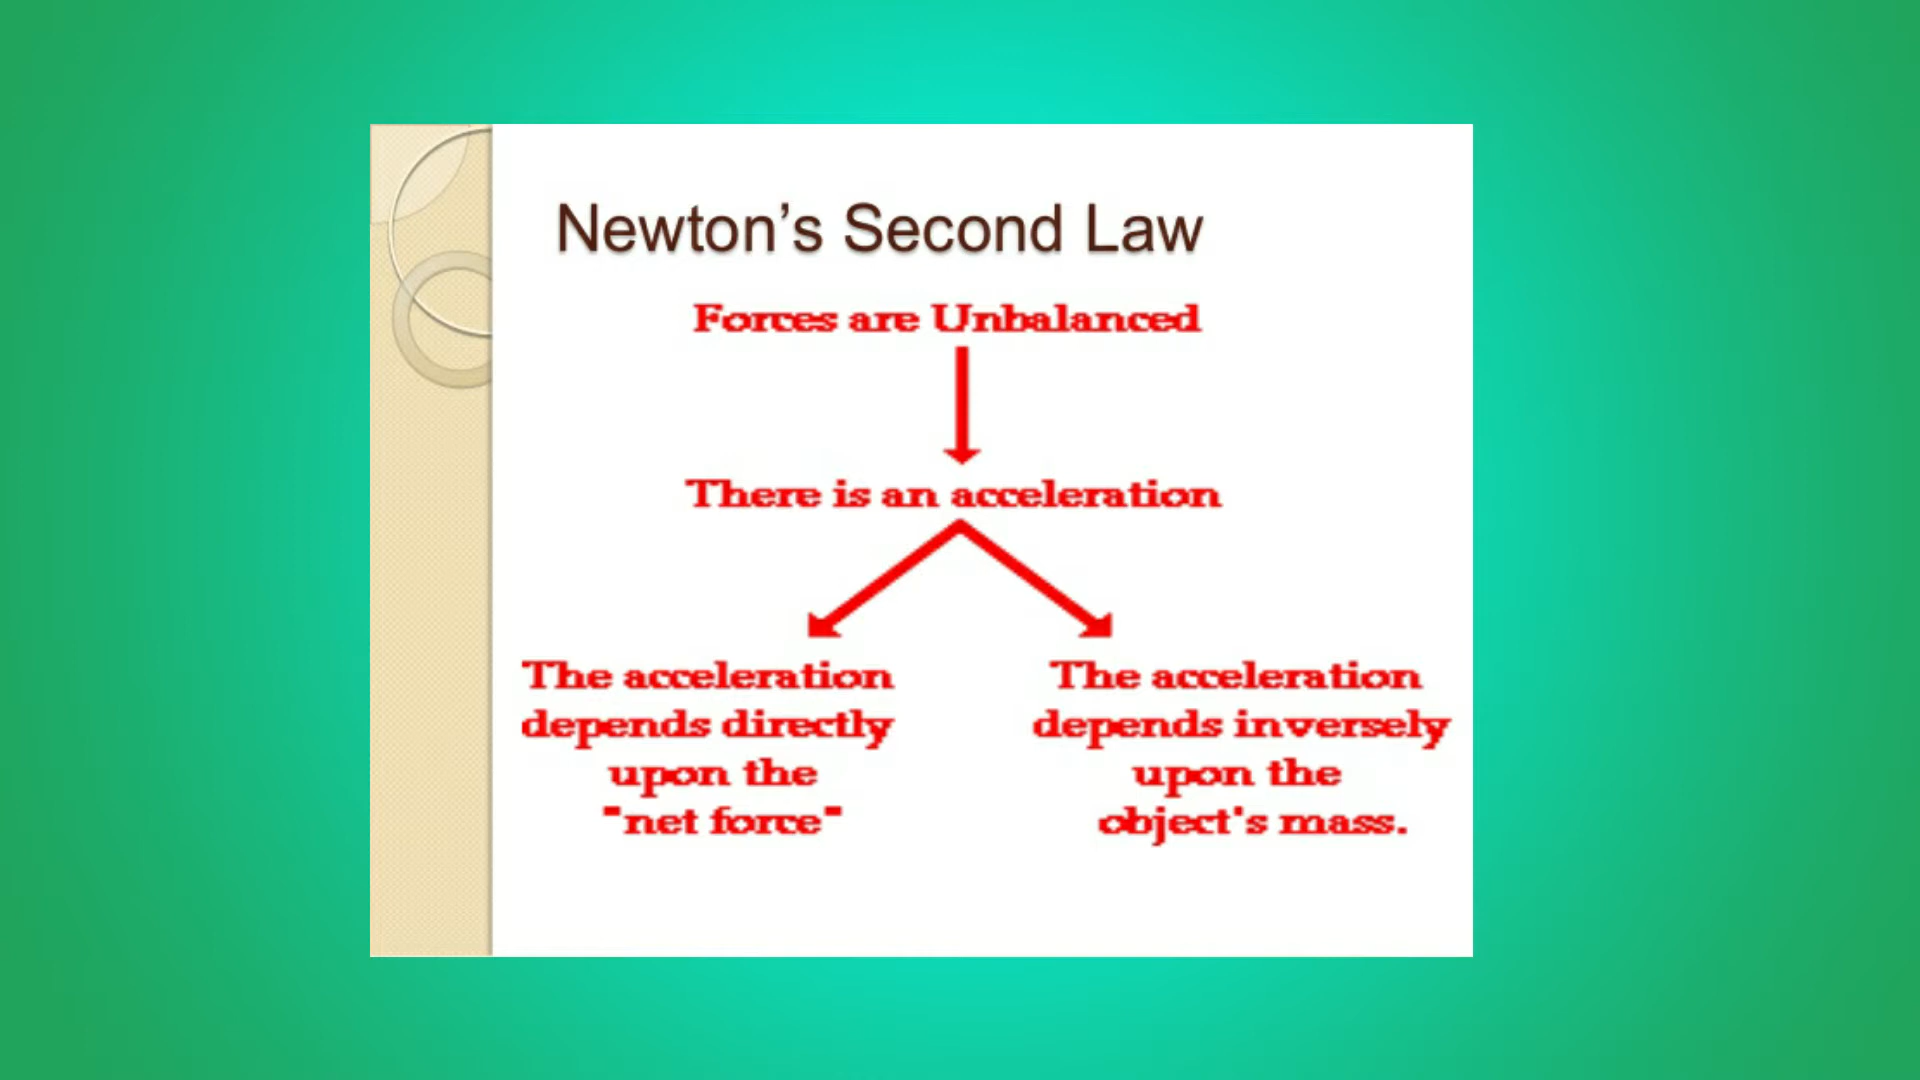 Newton’s Second Law
Forces are Unbalanced
There is an acceleration
The acceleration
depends directly
upon the
"net force"
The acceleration
depends inversely
upon the
object's mass.